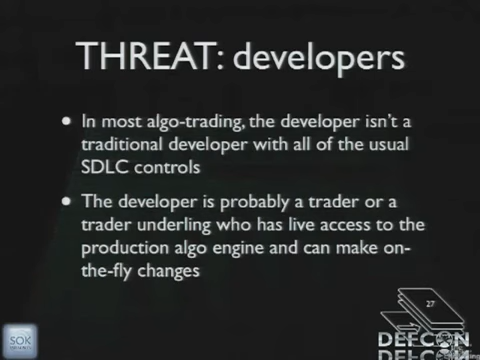 THREAT: developers
• In most algo-trading, the developer isn't a
traditional developer with all of the usual
SDLC controls
• The developer is probably a trader or a
trader underling who has live access to the
production algo engine and can make on-
the-fly changes
27
SOK
DEFCON